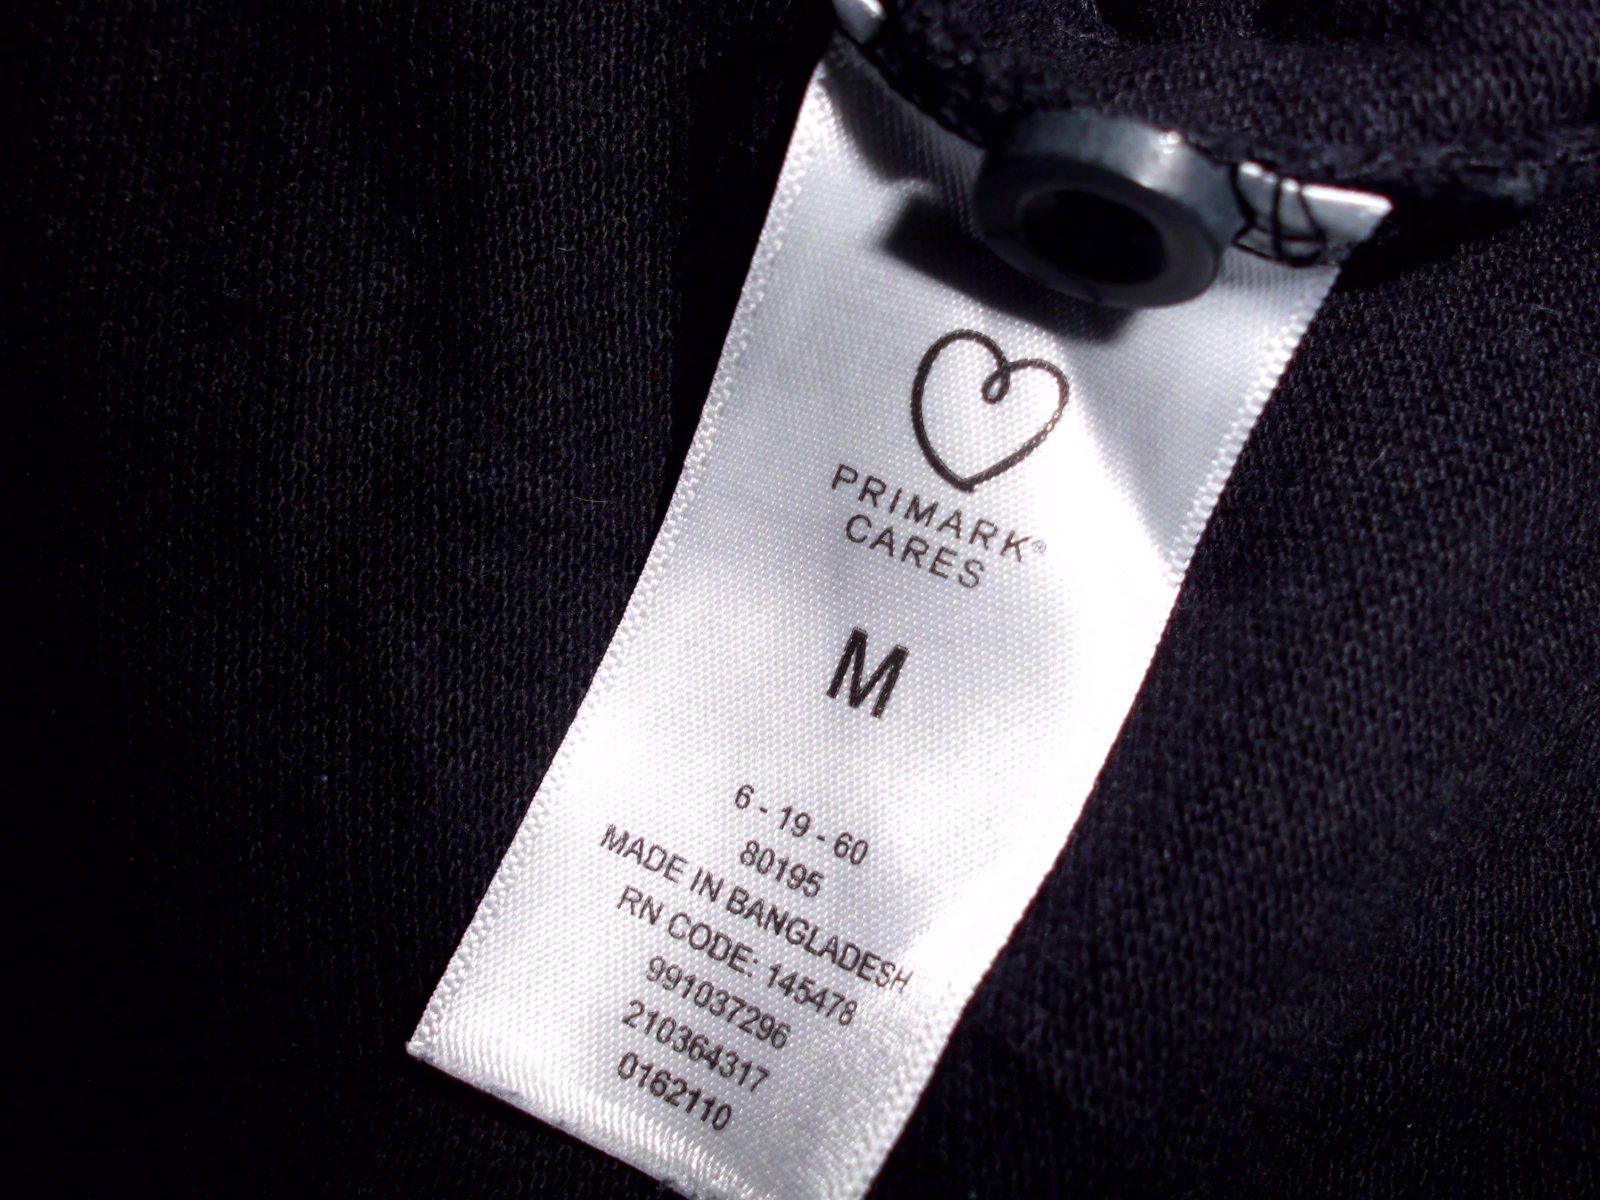 PRIMARK®
CARES
M
6 - 19 - 60
80195
MADE IN BANGLADESH
RN CODE: 145478
991037296
210364317
0162110